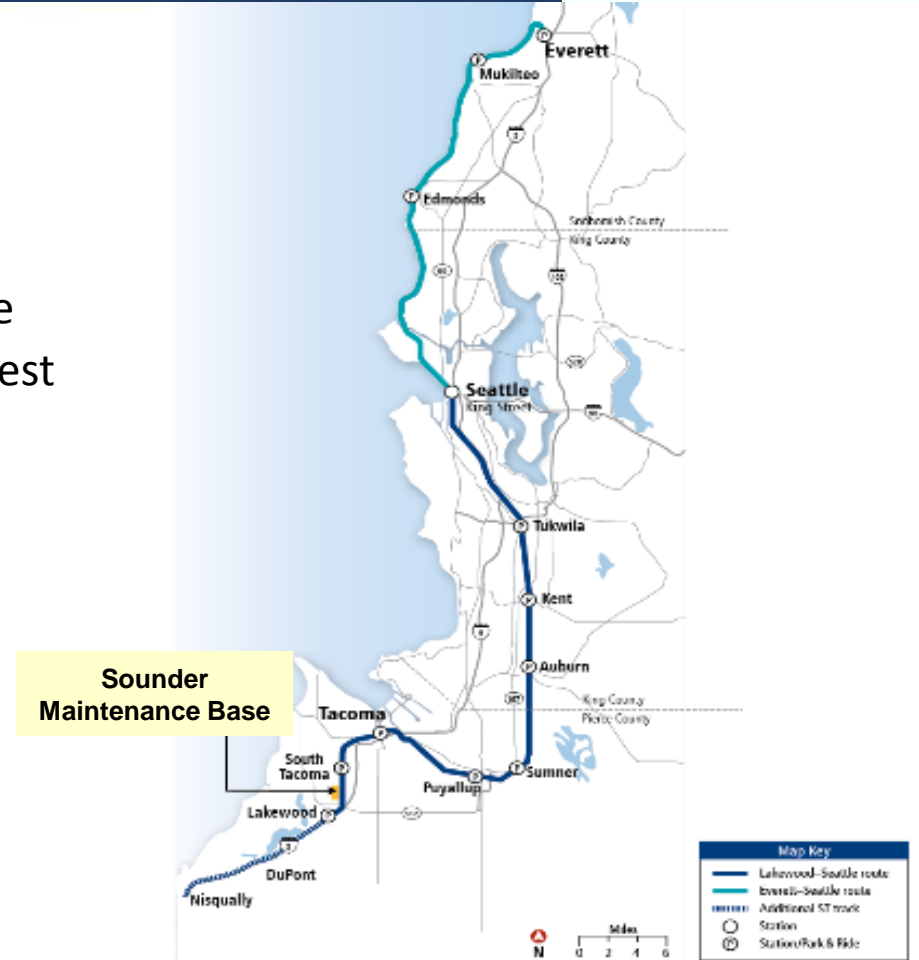 Everett
Mukilteo
Edmonds
Snohomish County
King County
e
est
Seattle
King Street
Tukwila
Kent
Auburn
Sounder
Maintenance Base
King County
Pierce County
Tacoma
South
Tacoma
Sumner
Puyallup
Lakewood
DuPont
Nisqually
Map Key
Lakewood–Seattle route
Everett–Seattle route
Additional ST track
Station
P Station/Park & Ride
Miles
N
0 2 4 6